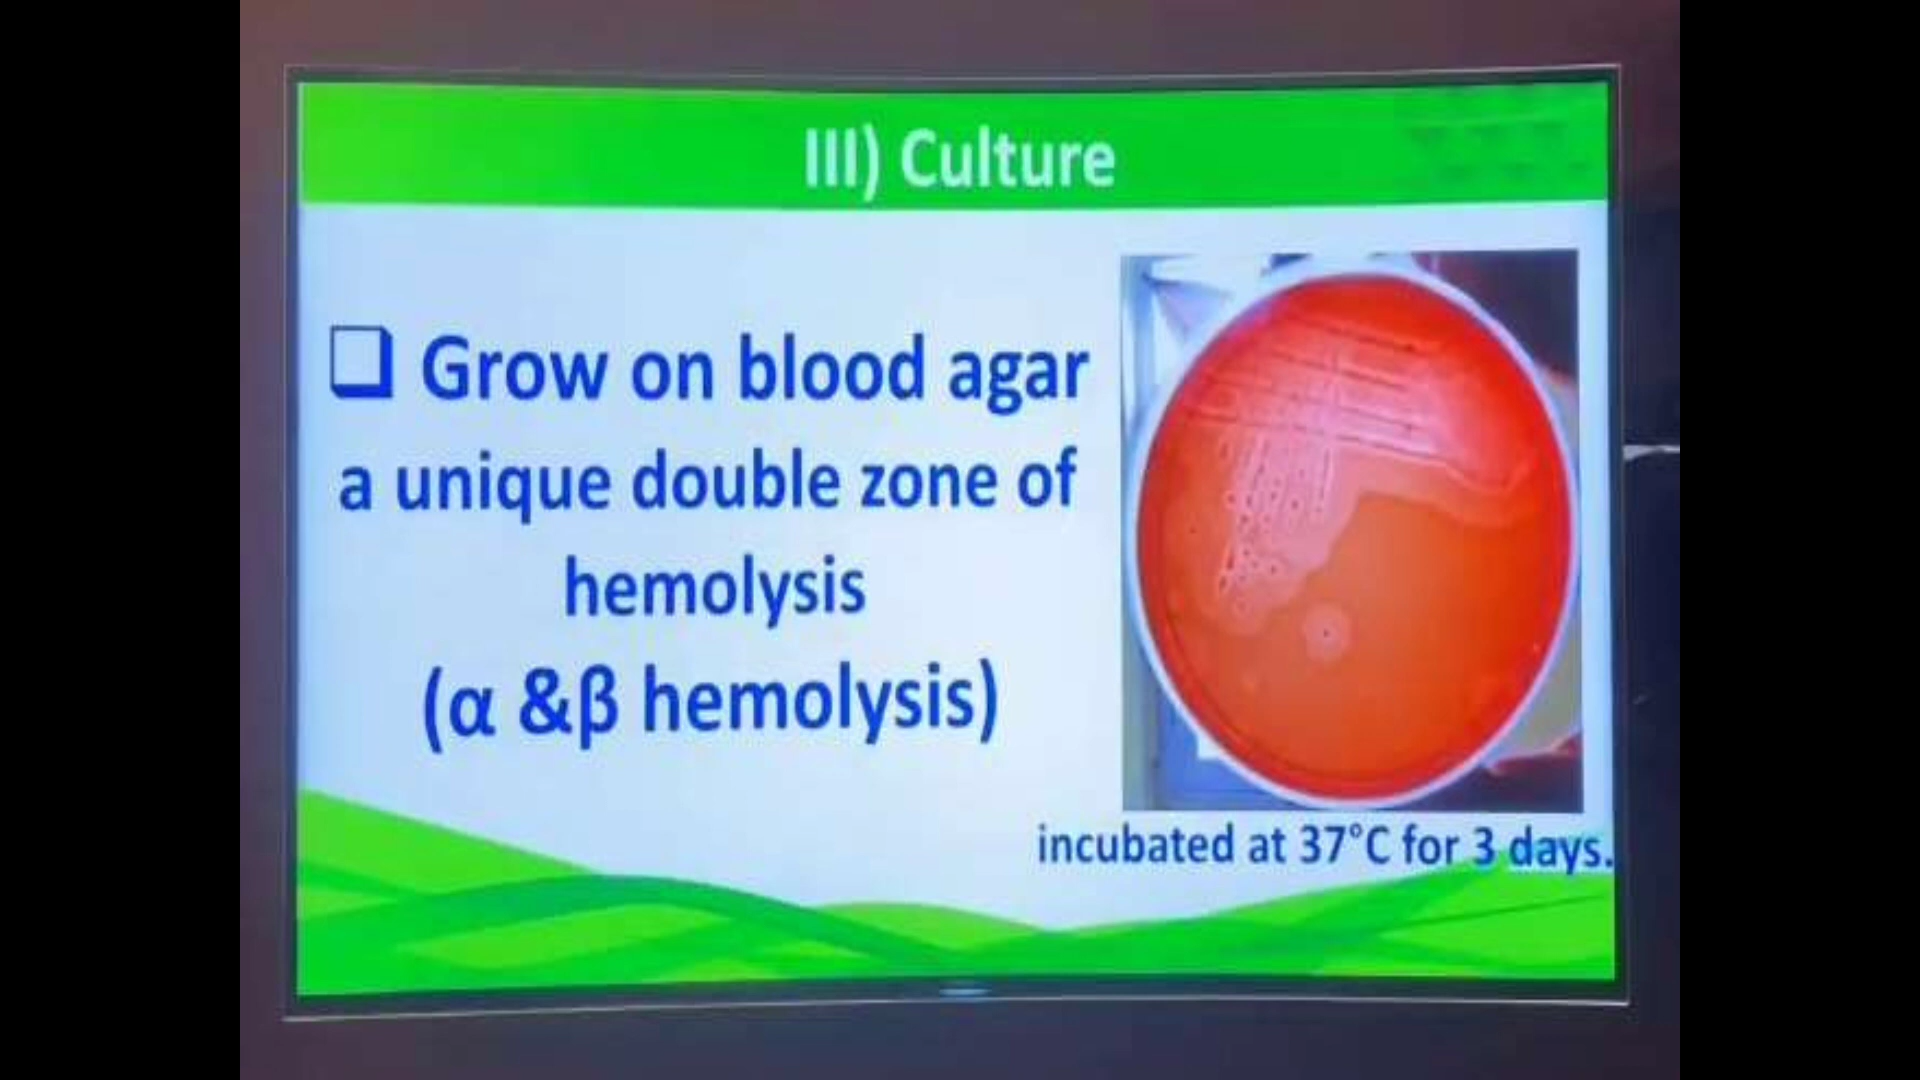 III) Culture
❑ Grow on blood agar
a unique double zone of
hemolysis
(α &β hemolysis)
incubated at 37°C for 3 days.